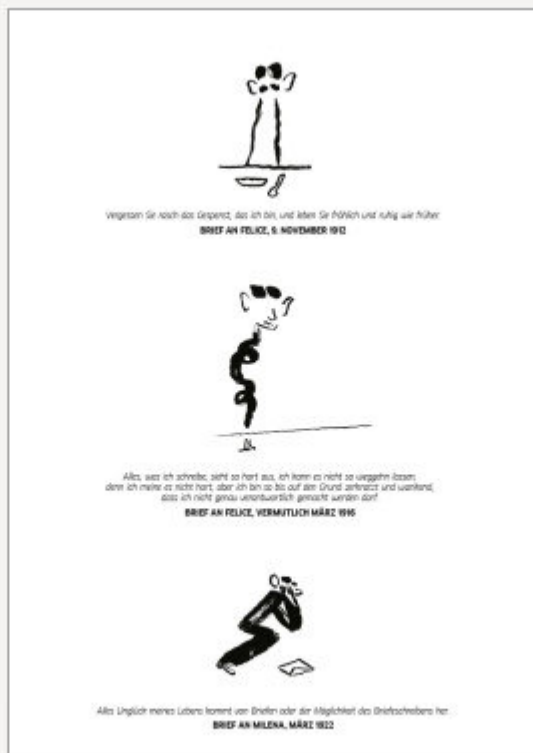 Vergessen Sie rasch das Gespenst, das ich bin, und leben Sie fröhlich und ruhig wie früher.
BRIEF AN FELICE, 9. NOVEMBER 1912
Alles, was ich schreibe, sieht so hart aus, ich kann es nicht so weggehn lassen,
denn ich meine es nicht hart, aber ich bin so bis auf den Grund zerkratzt und wankend,
dass ich nicht genau verantwortlich gemacht werden darf.
BRIEF AN FELICE, VERMUTLICH MÄRZ 1916
Alles Unglück meines Lebens kommt von Briefen oder der Möglichkeit des Briefeschreibens her.
BRIEF AN MILENA, MÄRZ 1922